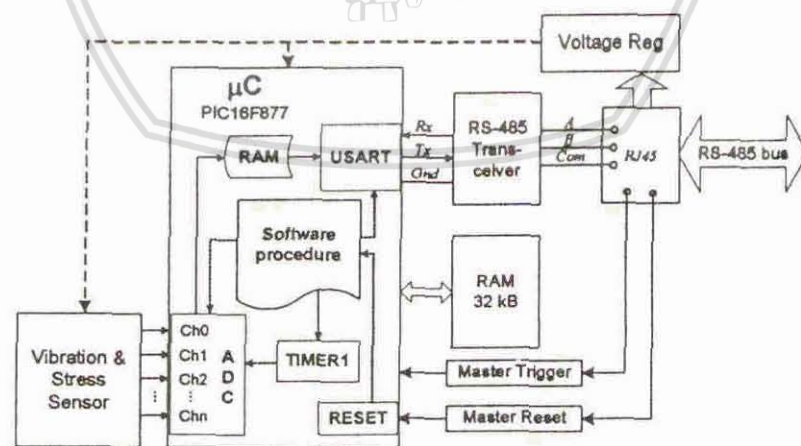 Voltage Reg
μC
PIC16F877
RAM
USART
Rx
Tx
Gnd
RS-485
Trans-
ceiver
A
B
Com
RJ45
RS-485 bus
Software
procedure
RAM
32 kB
Vibration &
Stress
Sensor
Ch0
Ch1
Ch2
⋮
Chn
A
D
C
TIMER1
RESET
Master Trigger
Master Reset